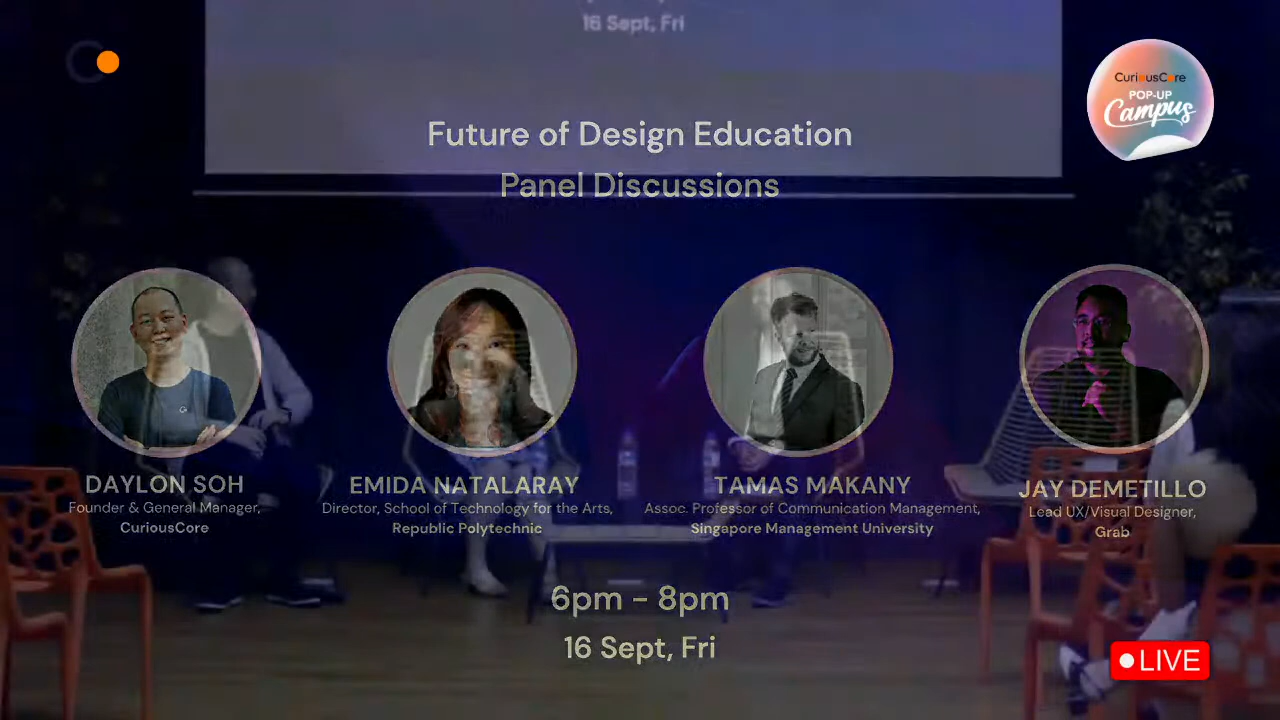 16 Sept, Fri
CuriousCore
POP-UP
Campus
Future of Design Education
Panel Discussions
DAYLON SOH
Founder & General Manager,
CuriousCore
EMIDA NATALARAY
Director, School of Technology for the Arts,
Republic Polytechnic
TAMAS MAKANY
Assoc. Professor of Communication Management,
Singapore Management University
JAY DEMETILLO
Lead UX/Visual Designer,
Grab
6pm - 8pm
16 Sept, Fri
LIVE